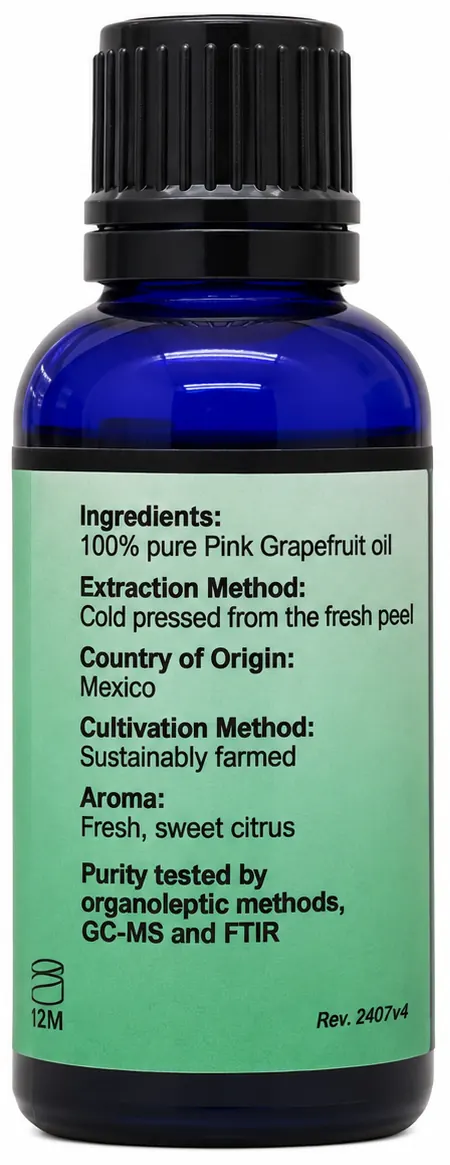 Ingredients:
100% pure Pink Grapefruit oil
Extraction Method:
Cold pressed from the fresh peel
Country of Origin:
Mexico
Cultivation Method:
Sustainably farmed
Aroma:
Fresh, sweet citrus
Purity tested by
organoleptic methods,
GC-MS and FTIR
12M
Rev. 2407v4